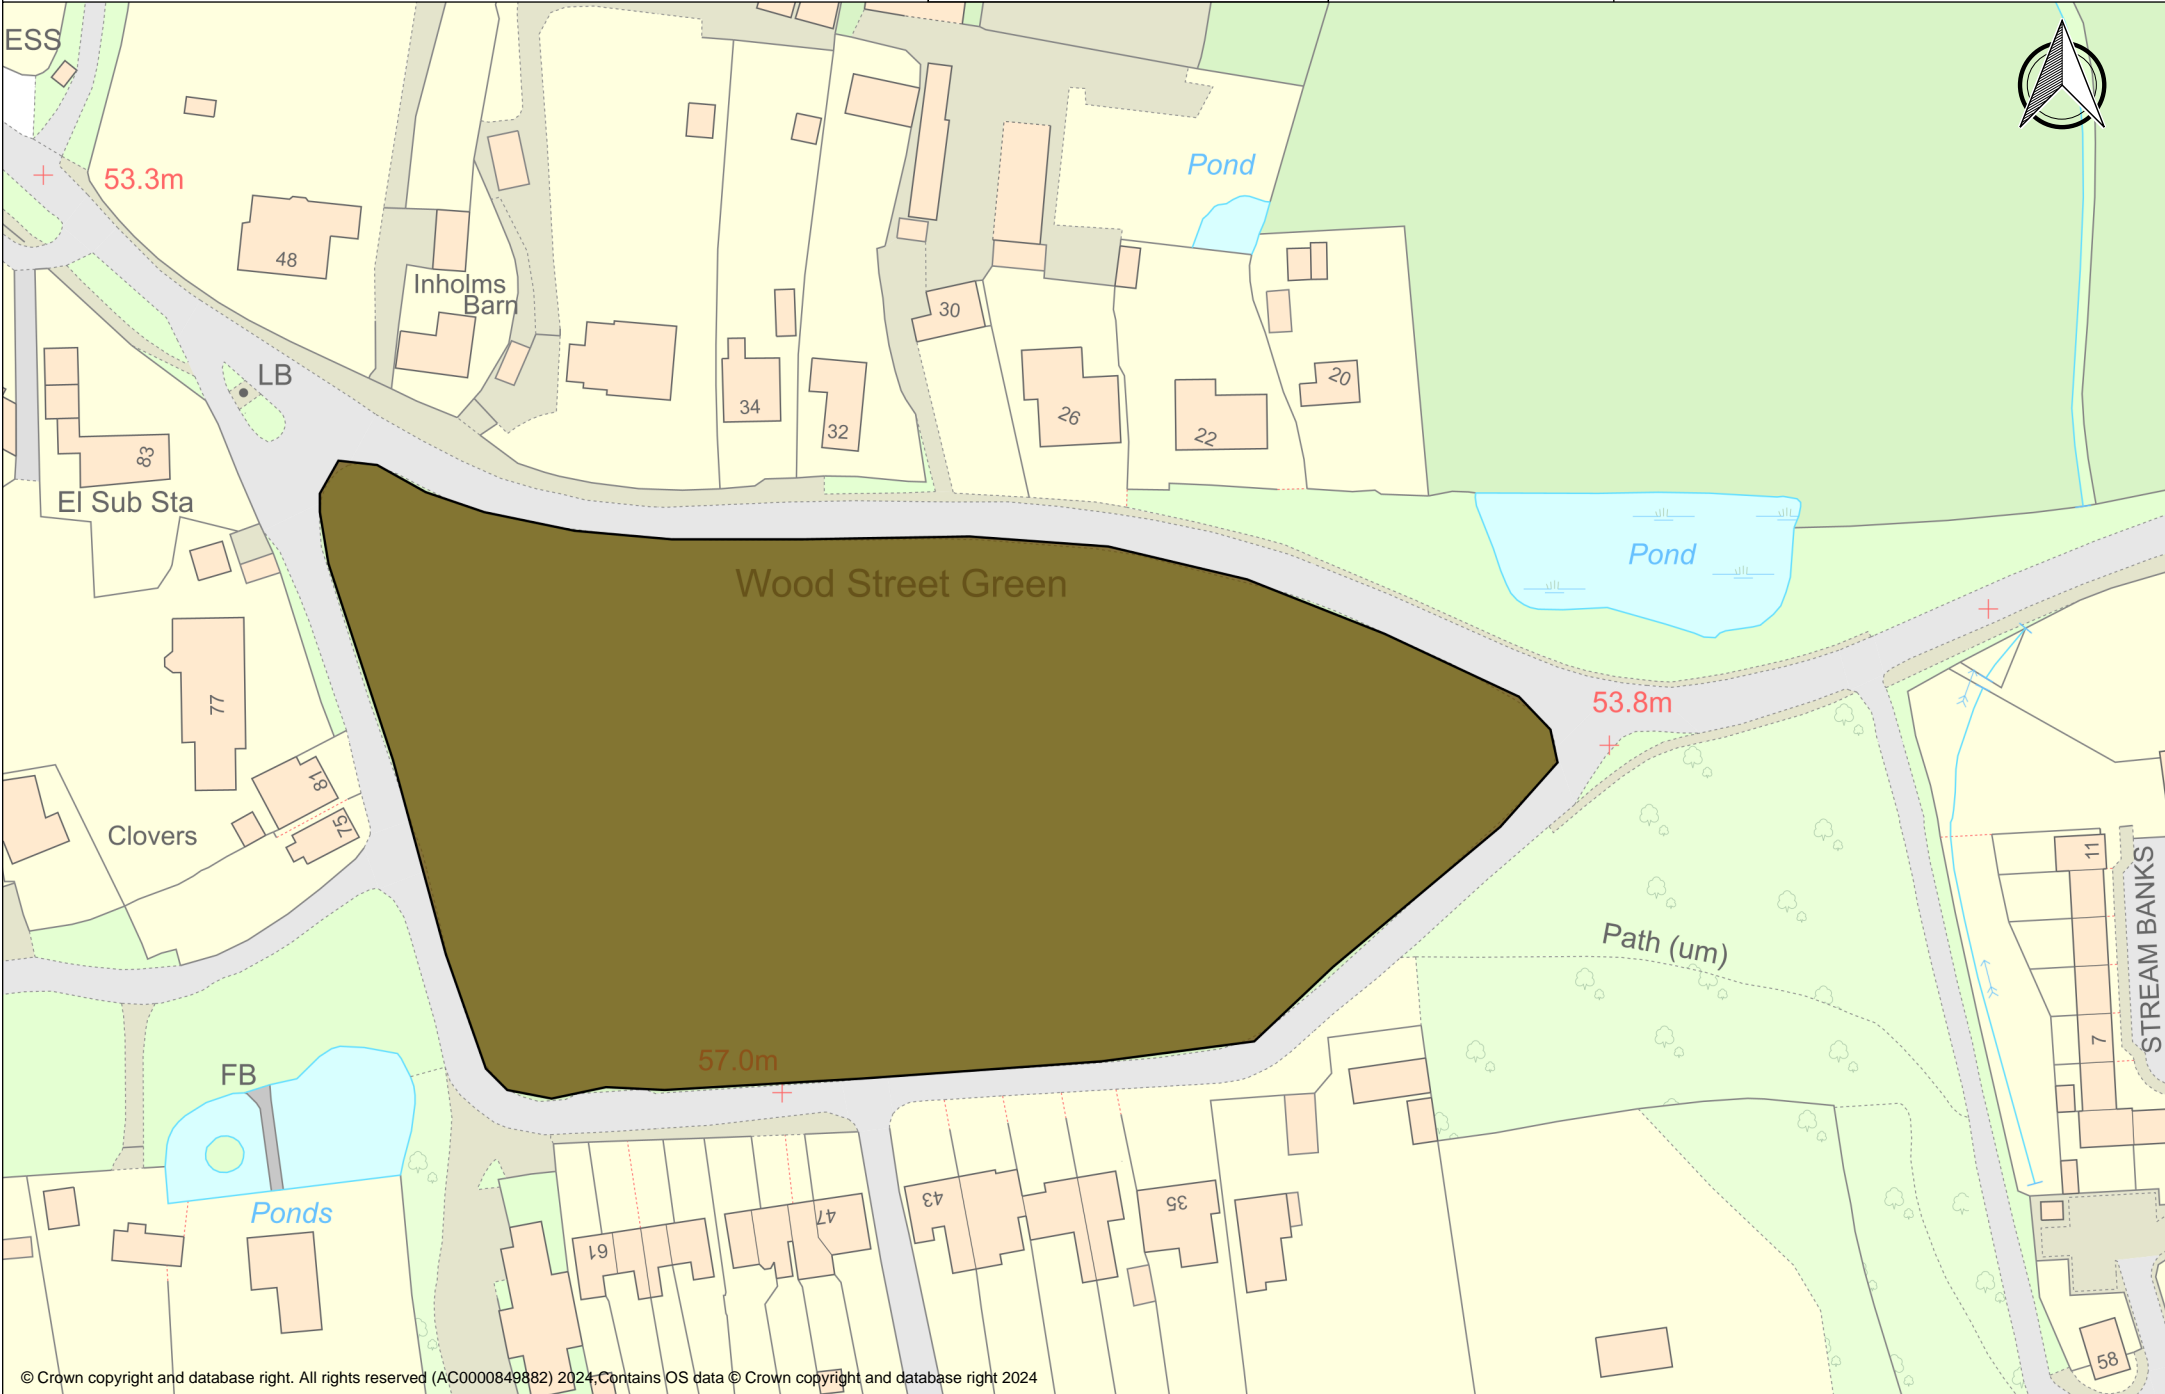 ESS
53.3m
Pond
48
Inholms
Barn
30
LB
34
32
26
22
20
83
El Sub Sta
Wood Street Green
Pond
77
53.8m
81
75
Clovers
11
STREAM BANKS
Path (um)
7
57.0m
FB
Ponds
43
35
47
61
58
© Crown copyright and database right. All rights reserved (AC0000849882) 2024,Contains OS data © Crown copyright and database right 2024